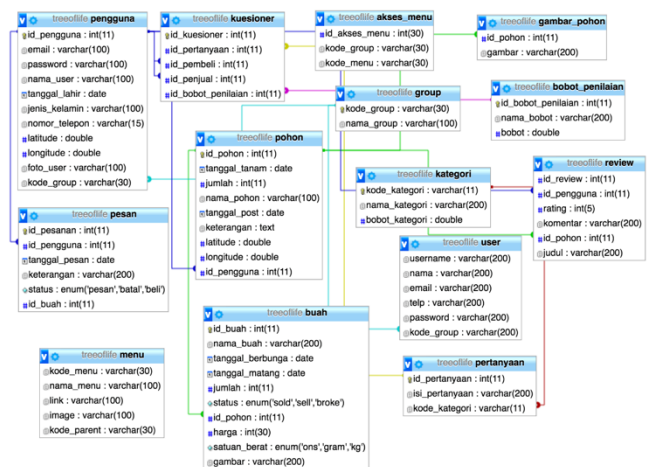 treeoflife pengguna
id_pengguna : int(11)
email : varchar(100)
password : varchar(100)
nama_user : varchar(100)
tanggal_lahir : date
jenis_kelamin : varchar(100)
nomor_telepon : varchar(15)
latitude : double
longitude : double
foto_user : varchar(100)
kode_group : varchar(30)
treeoflife kuesioner
id_kuesioner : int(11)
id_pertanyaan : int(11)
id_pembeli : int(11)
id_penjual : int(11)
id_bobot_penilaian : int(11)
treeoflife akses_menu
id_akses_menu : int(30)
kode_group : varchar(30)
kode_menu : varchar(30)
treeoflife gambar_pohon
id_pohon : int(11)
gambar : varchar(200)
treeoflife group
kode_group : varchar(30)
nama_group : varchar(100)
treeoflife bobot_penilaian
id_bobot_penilaian : int(11)
nama_bobot : varchar(200)
bobot : double
treeoflife pohon
id_pohon : int(11)
tanggal_tanam : date
jumlah : int(11)
nama_pohon : varchar(100)
tanggal_post : date
keterangan : text
latitude : double
longitude : double
id_pengguna : int(11)
treeoflife kategori
kode_kategori : varchar(11)
nama_kategori : varchar(200)
bobot_kategori : double
treeoflife review
id_review : int(11)
id_pengguna : int(11)
rating : int(5)
komentar : varchar(200)
id_pohon : int(11)
judul : varchar(200)
treeoflife pesan
id_pesanan : int(11)
id_pengguna : int(11)
tanggal_pesan : date
keterangan : varchar(200)
status : enum('pesan','batal','beli')
id_buah : int(11)
treeoflife user
username : varchar(200)
nama : varchar(200)
email : varchar(200)
telp : varchar(200)
password : varchar(200)
kode_group : varchar(200)
treeoflife buah
id_buah : int(11)
nama_buah : varchar(200)
tanggal_berbunga : date
tanggal_matang : date
jumlah : int(11)
status : enum('sold','sell','broke')
id_pohon : int(11)
harga : int(30)
satuan_berat : enum('ons','gram','kg')
gambar : varchar(200)
treeoflife menu
kode_menu : varchar(30)
nama_menu : varchar(100)
link : varchar(100)
image : varchar(100)
kode_parent : varchar(30)
treeoflife pertanyaan
id_pertanyaan : int(11)
isi_pertanyaan : varchar(200)
kode_kategori : varchar(11)